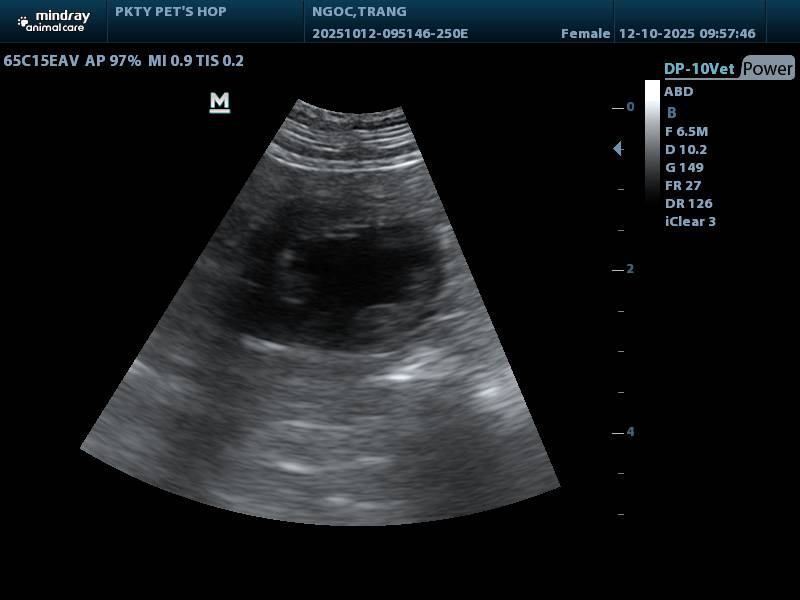 mindray
animal care
PKTY PET'S HOP
NGOC,TRANG
20251012-095146-250E
Female
12-10-2025 09:57:46
65C15EAV AP 97% MI 0.9 TIS 0.2
M
DP-10Vet
Power
ABD
B
F 6.5M
D 10.2
G 149
FR 27
DR 126
iClear 3
0
2
4